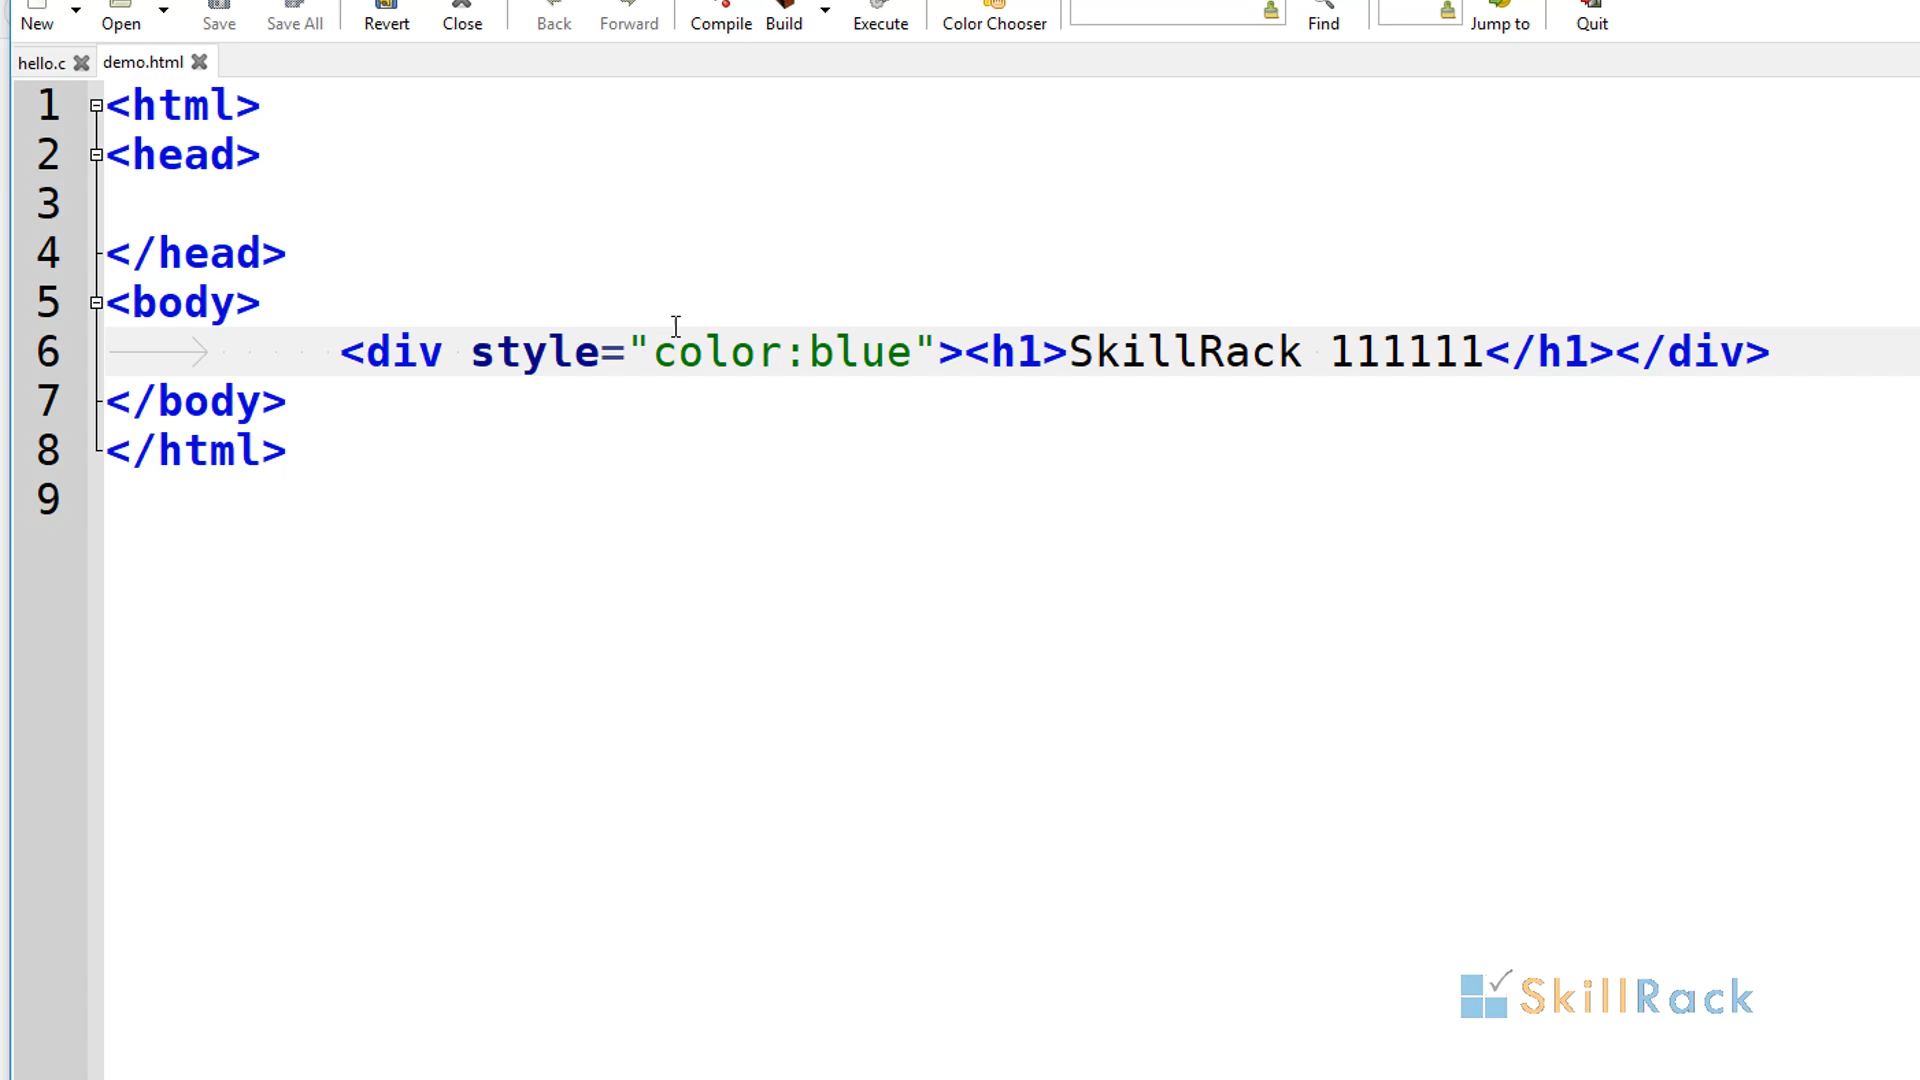 New Open Save Save All Revert Close Back Forward Compile Build Execute Color Chooser Find Jump to Quit
hello.c demo.html
1 <html>
2 <head>
3
4 </head>
5 <body>
6 <div style="color:blue"><h1>SkillRack 111111</h1></div>
7 </body>
8 </html>
9
SkillRack